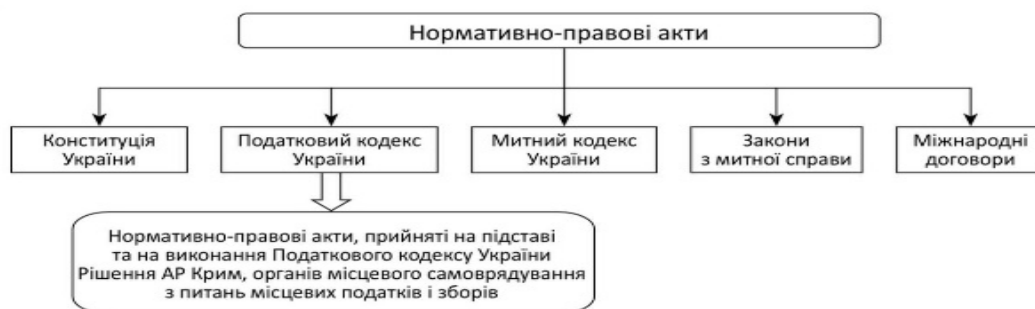 Нормативно-правові акти
Конституція
України
Податковий кодекс
України
Митний кодекс
України
Закони
з митної справи
Міжнародні
договори
Нормативно-правові акти, прийняті на підставі
та на виконання Податкового кодексу України
Рішення АР Крим, органів місцевого самоврядування
з питань місцевих податків і зборів